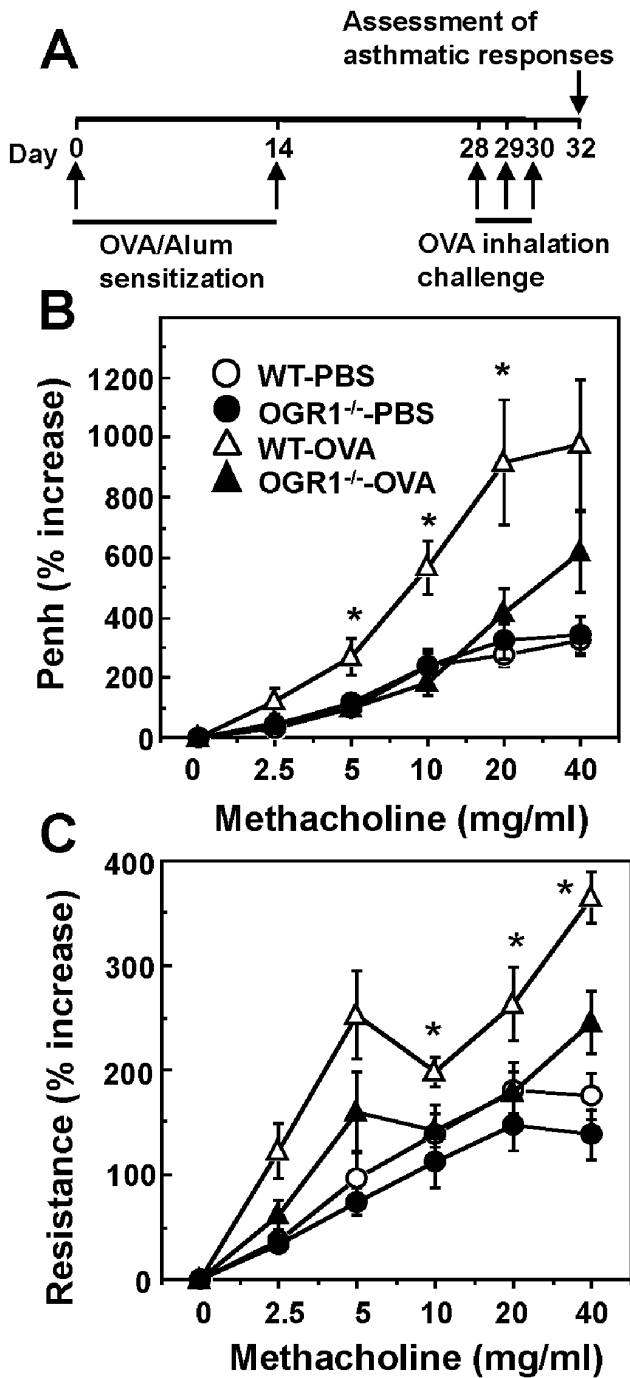 A
Assessment of
asthmatic responses
Day 0 14 28 29 30 32
OVA/Alum
sensitization
OVA inhalation
challenge
B
Penh (% increase)
1200
1000
800
600
400
200
0
WT-PBS
OGR1-/--PBS
WT-OVA
OGR1-/--OVA
*
*
*
0 2.5 5 10 20 40
Methacholine (mg/ml)
C
Resistance (% increase)
400
300
200
100
0
*
*
*
0 2.5 5 10 20 40
Methacholine (mg/ml)